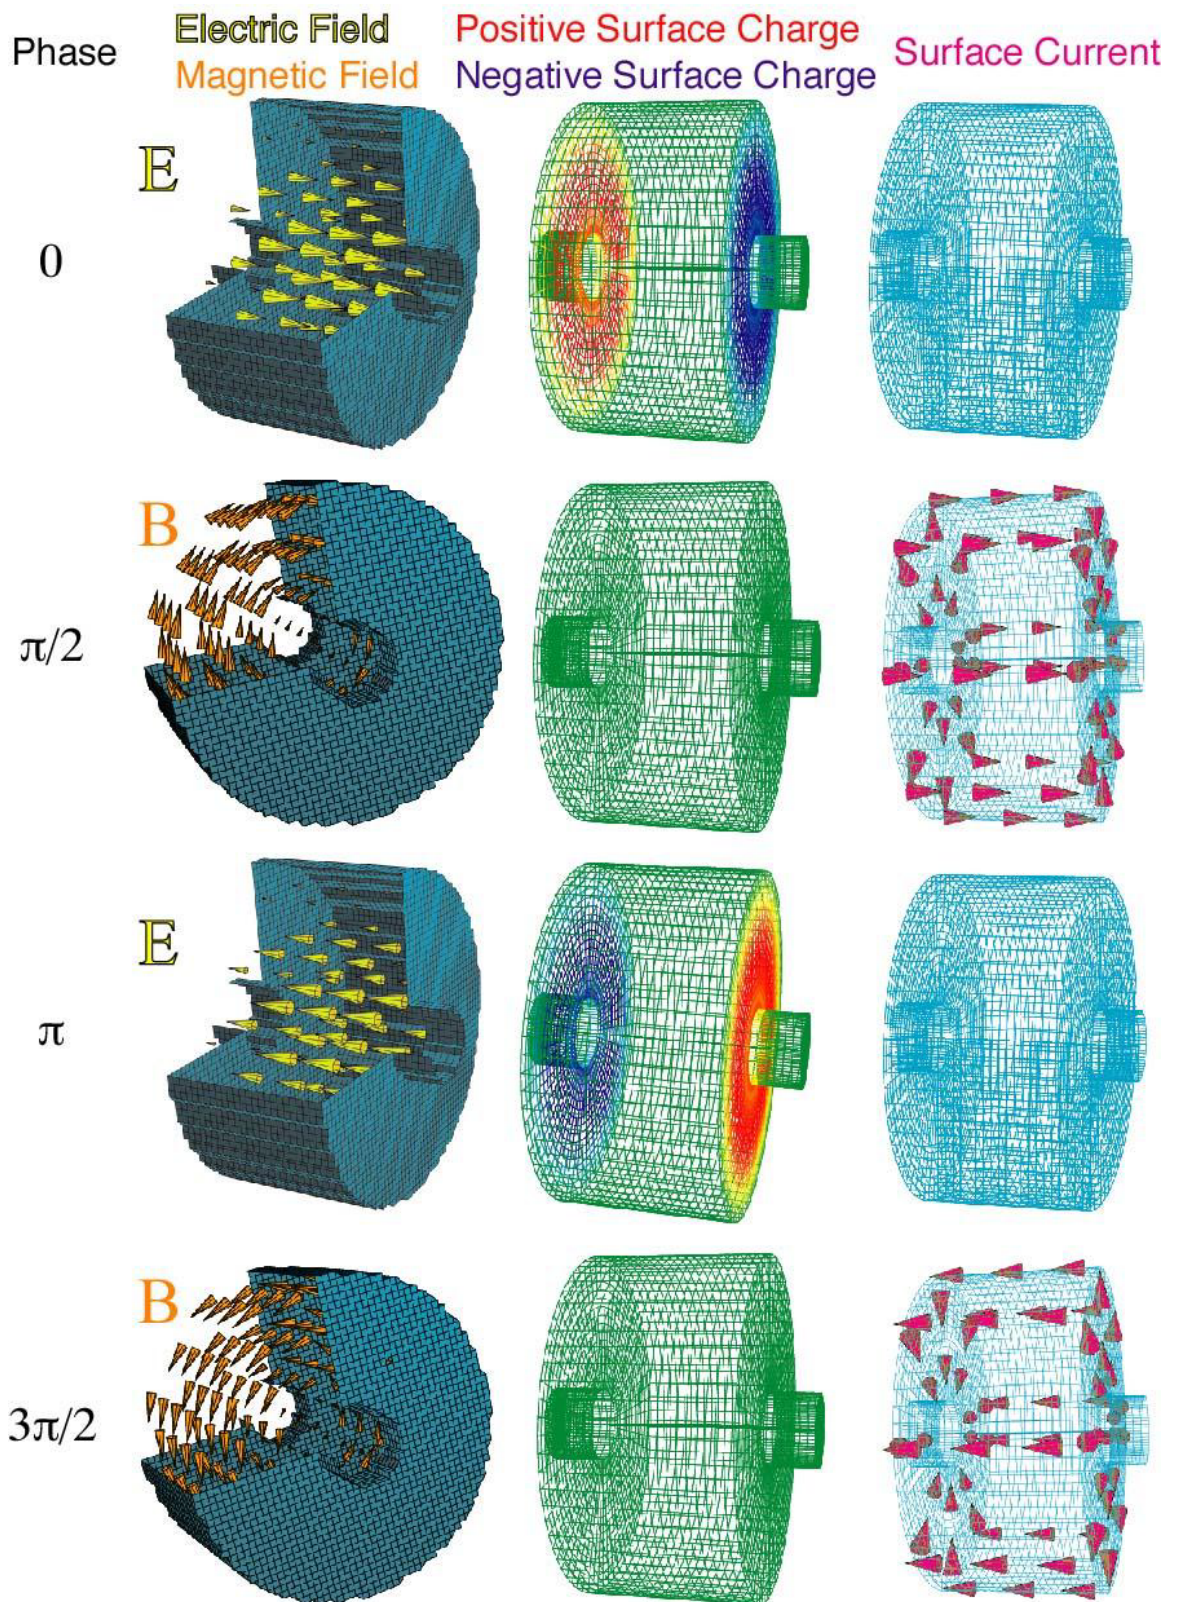 Phase
Electric Field
Magnetic Field
Positive Surface Charge
Negative Surface Charge
Surface Current
E
0
B
π/2
E
π
B
3π/2